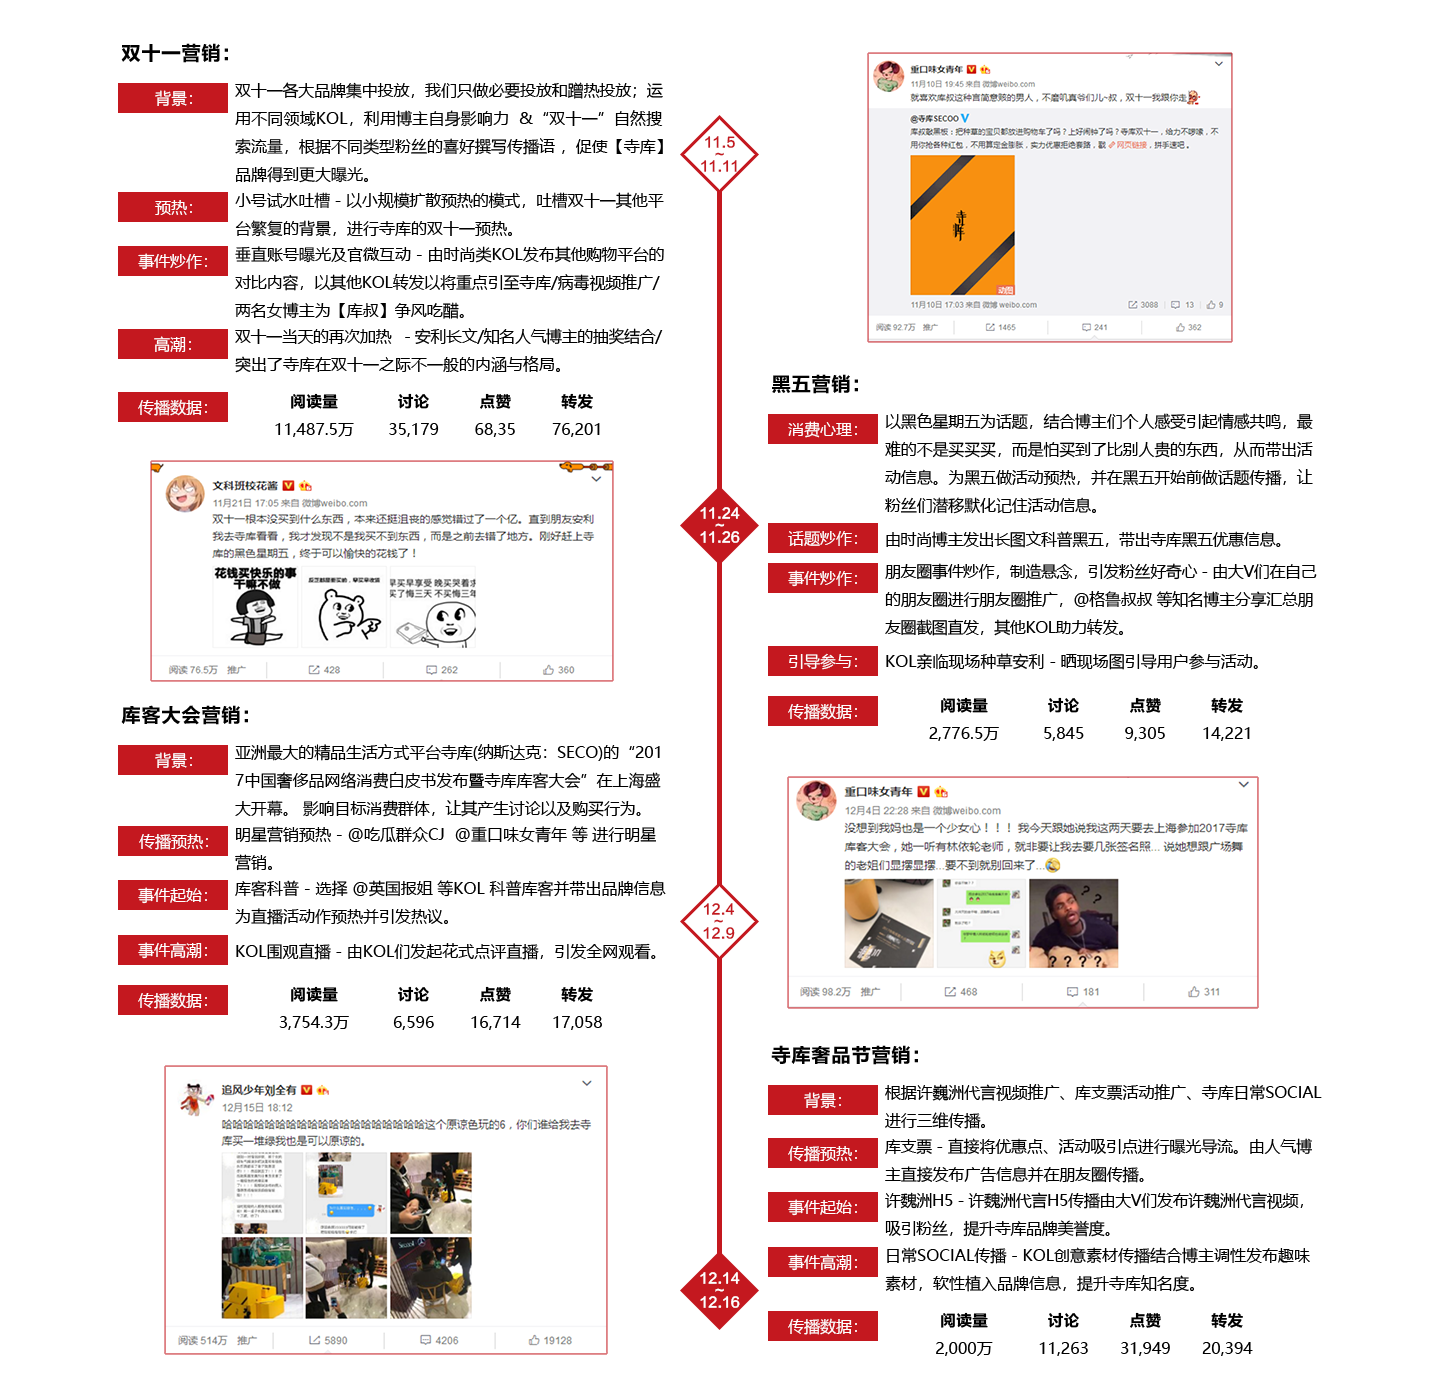 双十一营销：
背景：
双十一各大品牌集中投放，我们只做必要投放和蹭热投放；运
用不同领域KOL，利用博主自身影响力 &“双十一”自然搜
索流量，根据不同类型粉丝的喜好撰写传播语 ，促使【寺库】
品牌得到更大曝光。
预热：
小号试水吐槽 - 以小规模扩散预热的模式，吐槽双十一其他平
台繁复的背景，进行寺库的双十一预热。
事件炒作：
垂直账号曝光及官微互动 - 由时尚类KOL发布其他购物平台的
对比内容，以其他KOL转发以将重点引至寺库/病毒视频推广/
两名女博主为【库叔】争风吃醋。
高潮：
双十一当天的再次加热 - 安利长文/知名人气博主的抽奖结合/
突出了寺库在双十一之际不一般的内涵与格局。
传播数据：
阅读量 讨论 点赞 转发
11,487.5万 35,179 68,35 76,201
11.5
~
11.11
重口味女青年
11月10日 19:45 来自 微博 weibo.com
就喜欢库叔这种言简意赅的男人，不磨叽真爷们儿~叔，双十一我跟你走
@寺库SECOO
库叔敲黑板：把种草的宝贝都放进购物车了吗？上好闹钟了吗？寺库双十一，给力不啰嗦，不
用你抢各种红包，不用算定金膨胀，实力优惠拒绝套路，戳 网页链接，拼手速吧 。
寺库
动图
11月10日 17:03 来自 微博 weibo.com
3088 13 9
阅读 92.7万 推广 1465 241 362
文科班校花酱
11月21日 17:05 来自 微博weibo.com
双十一根本没买到什么东西，本来还挺沮丧的感觉错过了一个亿。直到朋友安利
我去寺库看看，我才发现不是我买不到东西，而是之前去错了地方。刚好赶上寺
库的黑色星期五，终于可以愉快的花钱了！
花钱买快乐的事
干嘛不做
早买早享受 晚买哭着求
买了悔三天 不买悔三年
阅读 76.5万 推广 428 262 360
11.24
~
11.26
黑五营销：
消费心理：
以黑色星期五为话题，结合博主们个人感受引起情感共鸣，最
难的不是买买买，而是怕买到了比别人贵的东西，从而带出活
动信息。为黑五做活动预热，并在黑五开始前做话题传播，让
粉丝们潜移默化记住活动信息。
话题炒作：
由时尚博主发出长图文科普黑五，带出寺库黑五优惠信息。
事件炒作：
朋友圈事件炒作，制造悬念，引发粉丝好奇心 - 由大V们在自己
的朋友圈进行朋友圈推广，@格鲁叔叔 等知名博主分享汇总朋
友圈截图直发，其他KOL助力转发。
引导参与：
KOL亲临现场种草安利 - 晒现场图引导用户参与活动。
传播数据：
阅读量 讨论 点赞 转发
2,776.5万 5,845 9,305 14,221
库客大会营销：
背景：
亚洲最大的精品生活方式平台寺库(纳斯达克：SECO)的“201
7中国奢侈品网络消费白皮书发布暨寺库库客大会”在上海盛
大开幕。 影响目标消费群体，让其产生讨论以及购买行为。
传播预热：
明星营销预热 - @吃瓜群众CJ @重口味女青年 等 进行明星
营销。
事件起始：
库客科普 - 选择 @英国报姐 等KOL 科普库客并带出品牌信息
为直播活动作预热并引发热议。
事件高潮：
KOL围观直播 - 由KOL们发起花式点评直播，引发全网观看。
传播数据：
阅读量 讨论 点赞 转发
3,754.3万 6,596 16,714 17,058
12.4
~
12.9
重口味女青年
12月4日 22:28 来自 微博weibo.com
没想到我妈也是一个少女心！！！ 我今天跟她说我这两天要去上海参加2017寺库
库客大会，她一听有林依轮老师，就非要让我去要几张签名照... 说她想跟广场舞
的老姐们显摆显摆...要不到就别回来了...
? ? ? ?
阅读 98.2万 推广 468 181 311
追风少年刘全有
12月15日 18:12
哈哈哈哈哈哈哈哈哈哈哈哈哈哈哈哈哈哈哈这个原谅色玩的6，你们谁给我去寺
库买一堆绿我也是可以原谅的。
Secoo
阅读 514万 推广 5890 4206 19128
12.14
~
12.16
寺库奢品节营销：
背景：
根据许巍洲代言视频推广、库支票活动推广、寺库日常SOCIAL
进行三维传播。
传播预热：
库支票 - 直接将优惠点、活动吸引点进行曝光导流。由人气博
主直接发布广告信息并在朋友圈传播。
事件起始：
许魏洲H5 - 许魏洲代言H5传播由大V们发布许魏洲代言视频，
吸引粉丝，提升寺库品牌美誉度。
事件高潮：
日常SOCIAL传播 - KOL创意素材传播结合博主调性发布趣味
素材，软性植入品牌信息，提升寺库知名度。
传播数据：
阅读量 讨论 点赞 转发
2,000万 11,263 31,949 20,394